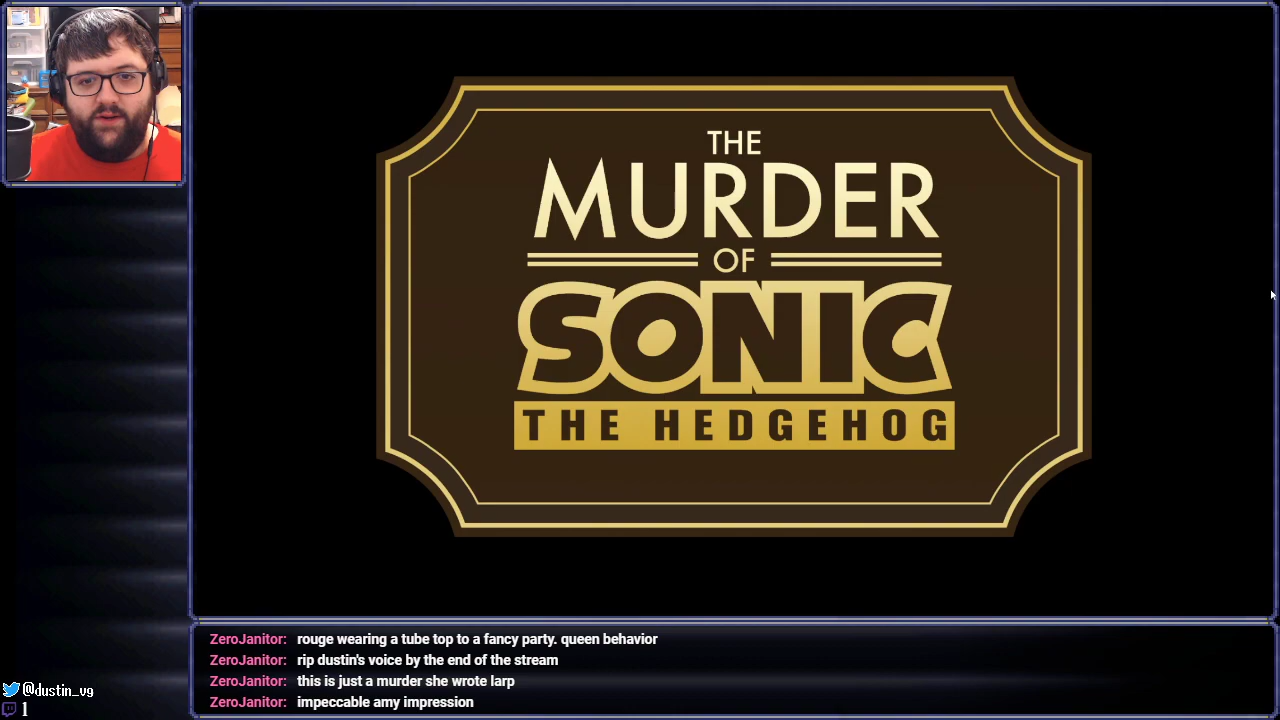 THE
MURDER
OF
SONIC
THE HEDGEHOG
ZeroJanitor: rouge wearing a tube top to a fancy party. queen behavior
ZeroJanitor: rip dustin's voice by the end of the stream
ZeroJanitor: this is just a murder she wrote larp
ZeroJanitor: impeccable amy impression
@dustin_vg
1